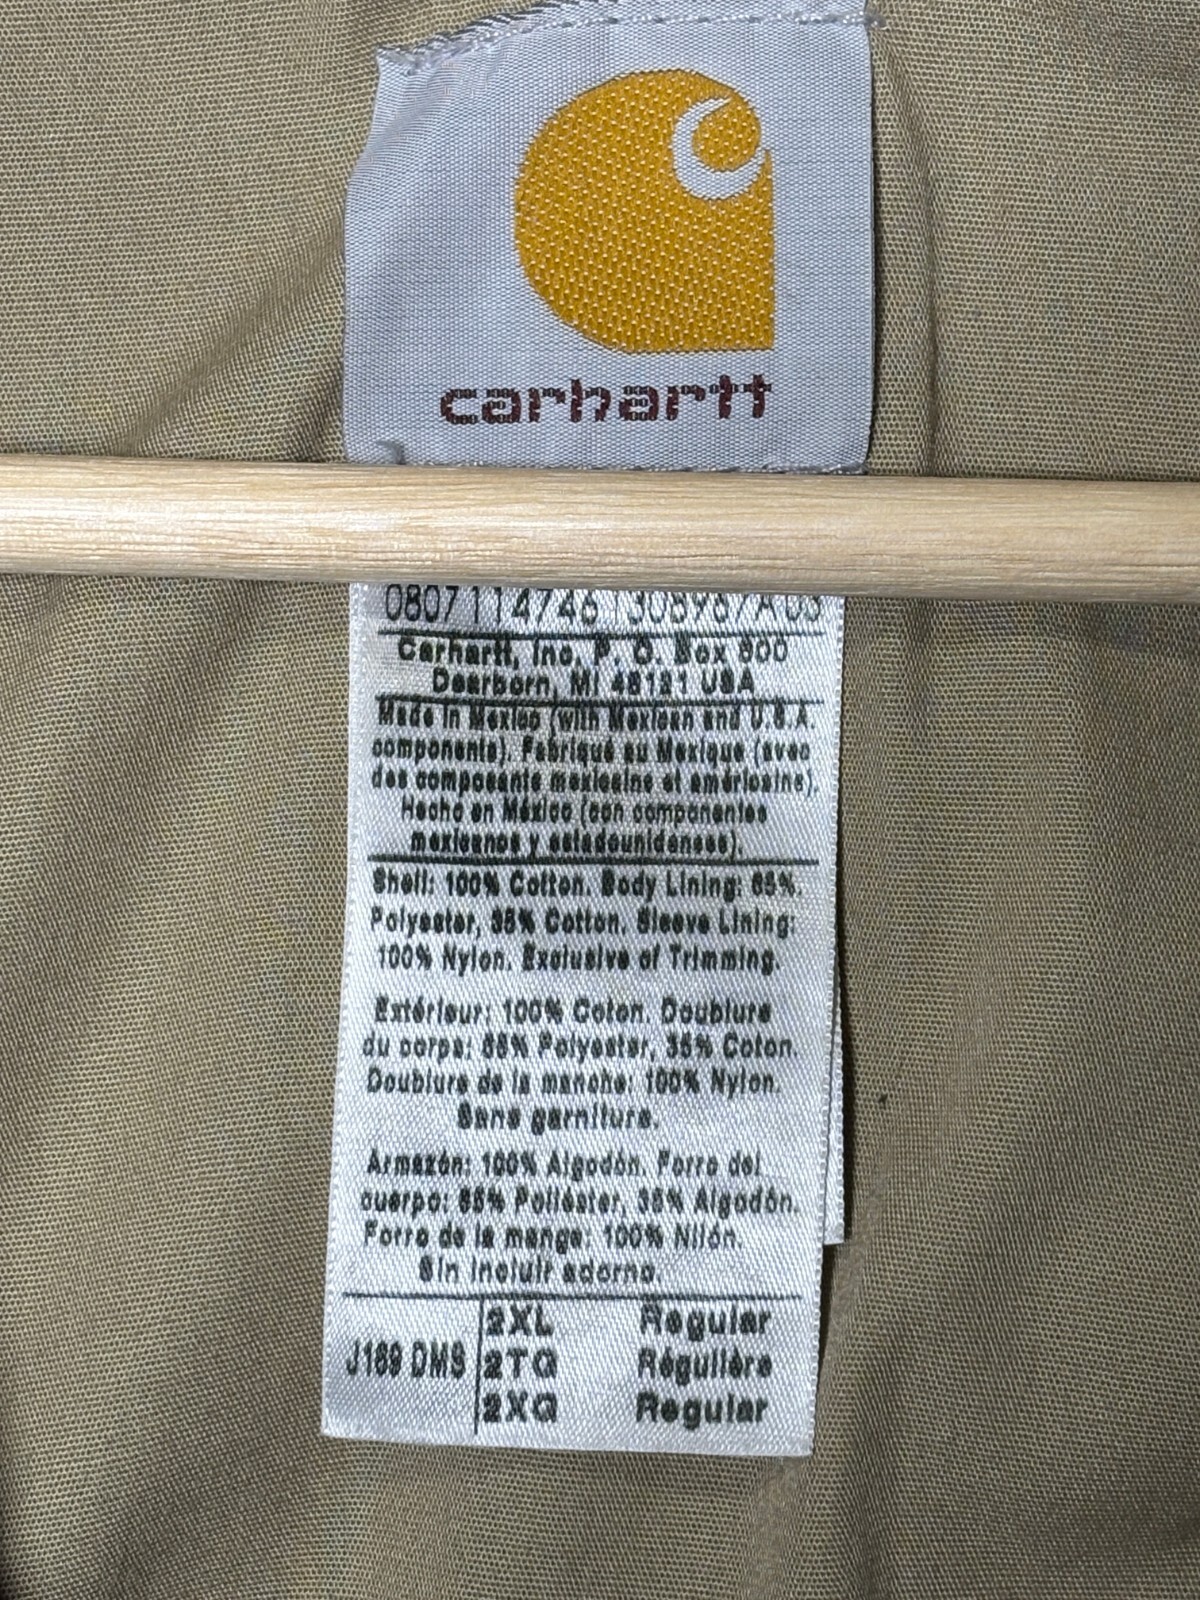 carhartt
0807 114746 1308967A 03
Carhartt, Inc. P. O. Box 600
Dearborn, MI 48121 USA
Made in Mexico (with Mexican and U.S.A.
components). Fabriqué au Mexique (avec
des composants mexicains et américains).
Hecho en México (con componentes
mexicanos y estadounidenses).
Shell: 100% Cotton. Body Lining: 65%.
Polyester, 35% Cotton. Sleeve Lining:
100% Nylon. Exclusive of Trimming.
Extérieur: 100% Coton. Doublure
du corps: 65% Polyester, 35% Coton.
Doublure de la manche: 100% Nylon.
Sans garniture.
Armazón: 100% Algodón. Forro del
cuerpo: 65% Poliéster, 35% Algodón.
Forro de la manga: 100% Nilón.
Sin incluir adorno.
J169 DMS
2XL Regular
2TG Régulière
2XG Regular